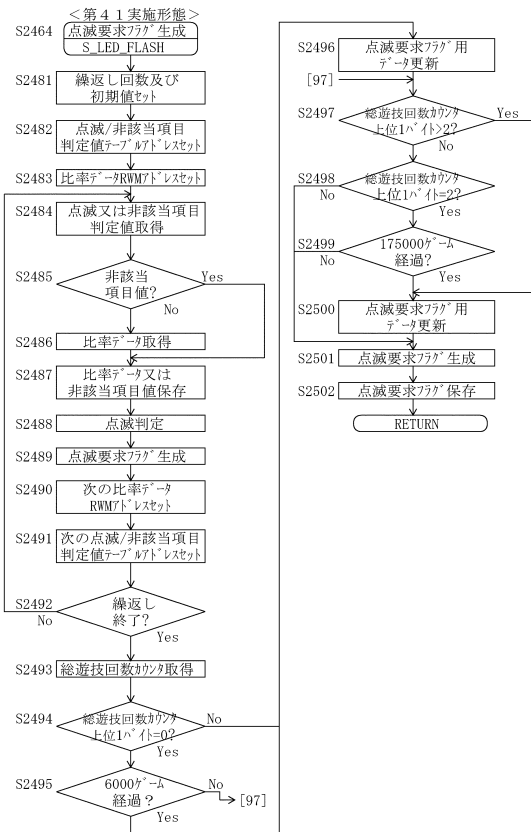 ＜第41実施形態＞
S2464 点滅要求フラグ生成
S_LED_FLASH
S2481 繰返し回数及び
初期値セット
S2482 点滅/非該当項目
判定値テーブルアドレスセット
S2483 比率データRWMアドレスセット
S2484 点滅又は非該当項目
判定値取得
S2485 非該当
項目値?
Yes
No
S2486 比率データ取得
S2487 比率データ又は
非該当項目値保存
S2488 点滅判定
S2489 点滅要求フラグ生成
S2490 次の比率データ
RWMアドレスセット
S2491 次の点滅/非該当項目
判定値テーブルアドレスセット
S2492 繰返し
終了?
No
Yes
S2493 総遊技回数カウンタ取得
S2494 総遊技回数カウンタ
上位1バイト=0?
No
Yes
S2495 6000ゲーム
経過？
No
[97]
Yes
S2496 点滅要求フラグ用
データ更新
[97]
S2497 総遊技回数カウンタ
上位1バイト>2?
Yes
No
S2498 総遊技回数カウンタ
上位1バイト=2?
No
Yes
S2499 175000ゲーム
経過?
No
Yes
S2500 点滅要求フラグ用
データ更新
S2501 点滅要求フラグ生成
S2502 点滅要求フラグ保存
RETURN